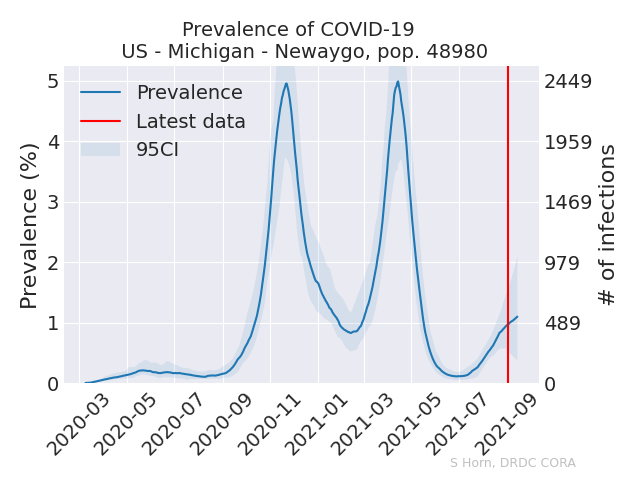 Prevalence of COVID-19
US - Michigan - Newaygo, pop. 48980
Prevalence
Latest data
95CI
Prevalence (%)
5
4
3
2
1
0
2449
1959
1469
979
489
0
# of infections
2020-03
2020-05
2020-07
2020-09
2020-11
2021-01
2021-03
2021-05
2021-07
2021-09
S Horn, DRDC CORA